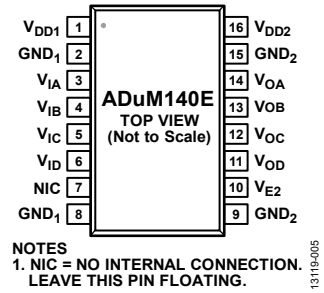 VDD1 1 16 VDD2
GND1 2 15 GND2
VIA 3 14 VOA
VIB 4 13 VOB
VIC 5 12 VOC
VID 6 11 VOD
NIC 7 10 VE2
GND1 8 9 GND2
ADuM140E
TOP VIEW
(Not to Scale)
NOTES
1. NIC = NO INTERNAL CONNECTION.
LEAVE THIS PIN FLOATING.
13119-005